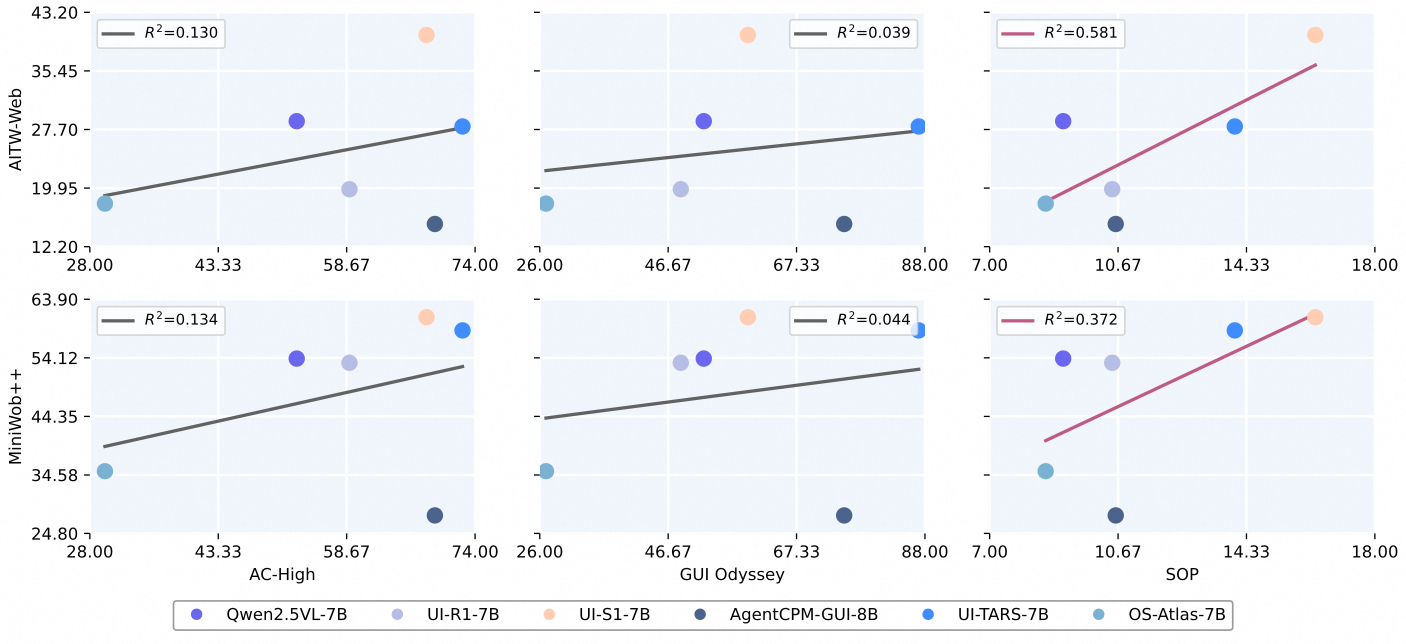 43.20
R²=0.130
R²=0.039
R²=0.581
35.45
AITW-Web
27.70
19.95
12.20
28.00 43.33 58.67 74.00
26.00 46.67 67.33 88.00
7.00 10.67 14.33 18.00
63.90
R²=0.134
R²=0.044
R²=0.372
54.12
MiniWob++
44.35
34.58
24.80
28.00 43.33 58.67 74.00
26.00 46.67 67.33 88.00
7.00 10.67 14.33 18.00
AC-High
GUI Odyssey
SOP
Qwen2.5VL-7B UI-R1-7B UI-S1-7B AgentCPM-GUI-8B UI-TARS-7B OS-Atlas-7B